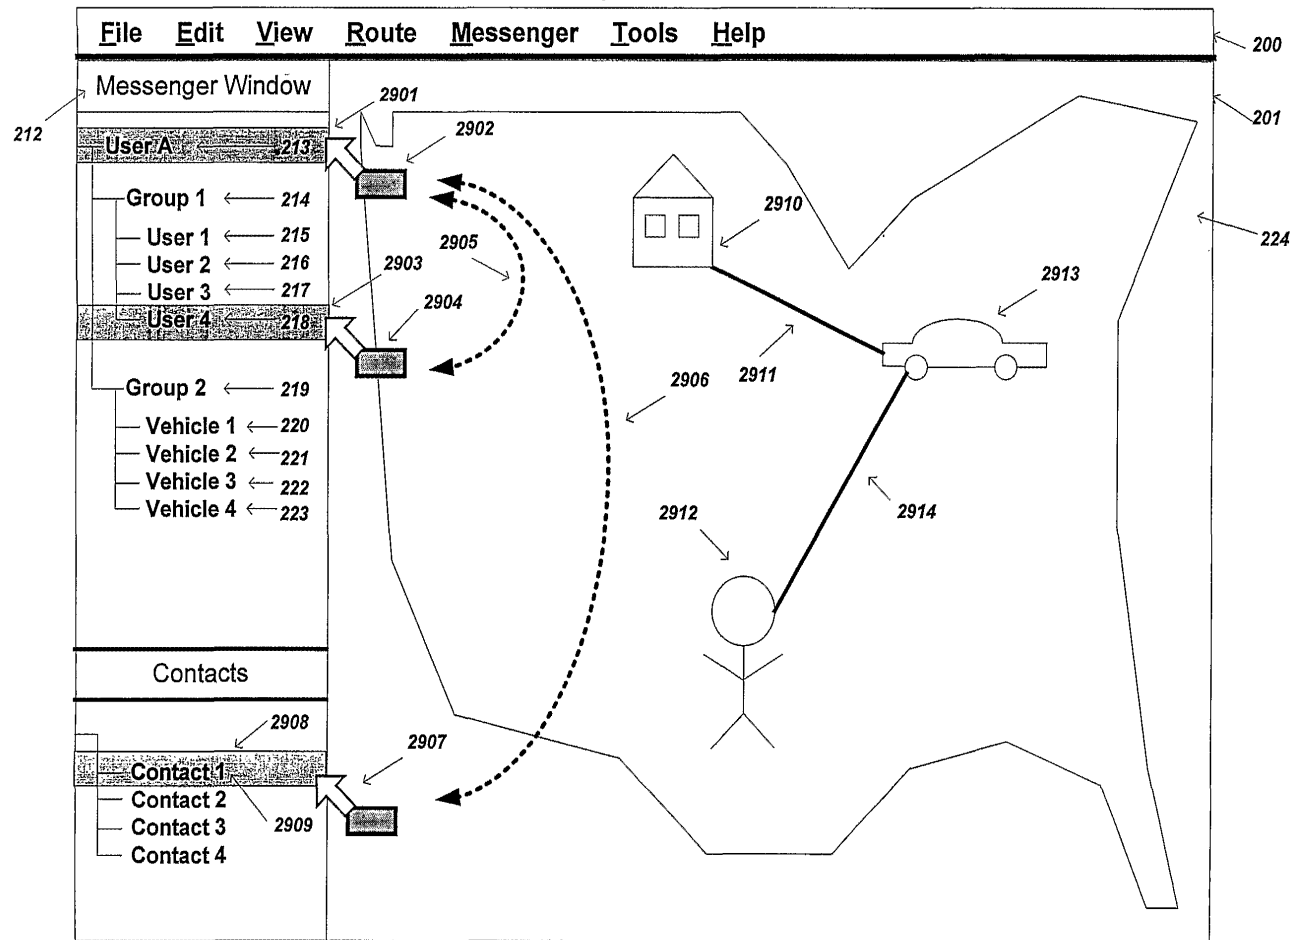 File Edit View Route Messenger Tools Help
200
Messenger Window
2901
201
212
2902
User A 213
Group 1 214
2910
User 1 215
224
2905
User 2 216
2903
User 3 217
2913
2904
User 4 218
2911
2906
Group 2 219
Vehicle 1 220
Vehicle 2 221
Vehicle 3 222
Vehicle 4 223
2912
2914
Contacts
2908
2907
Contact 1
Contact 2
Contact 3 2909
Contact 4